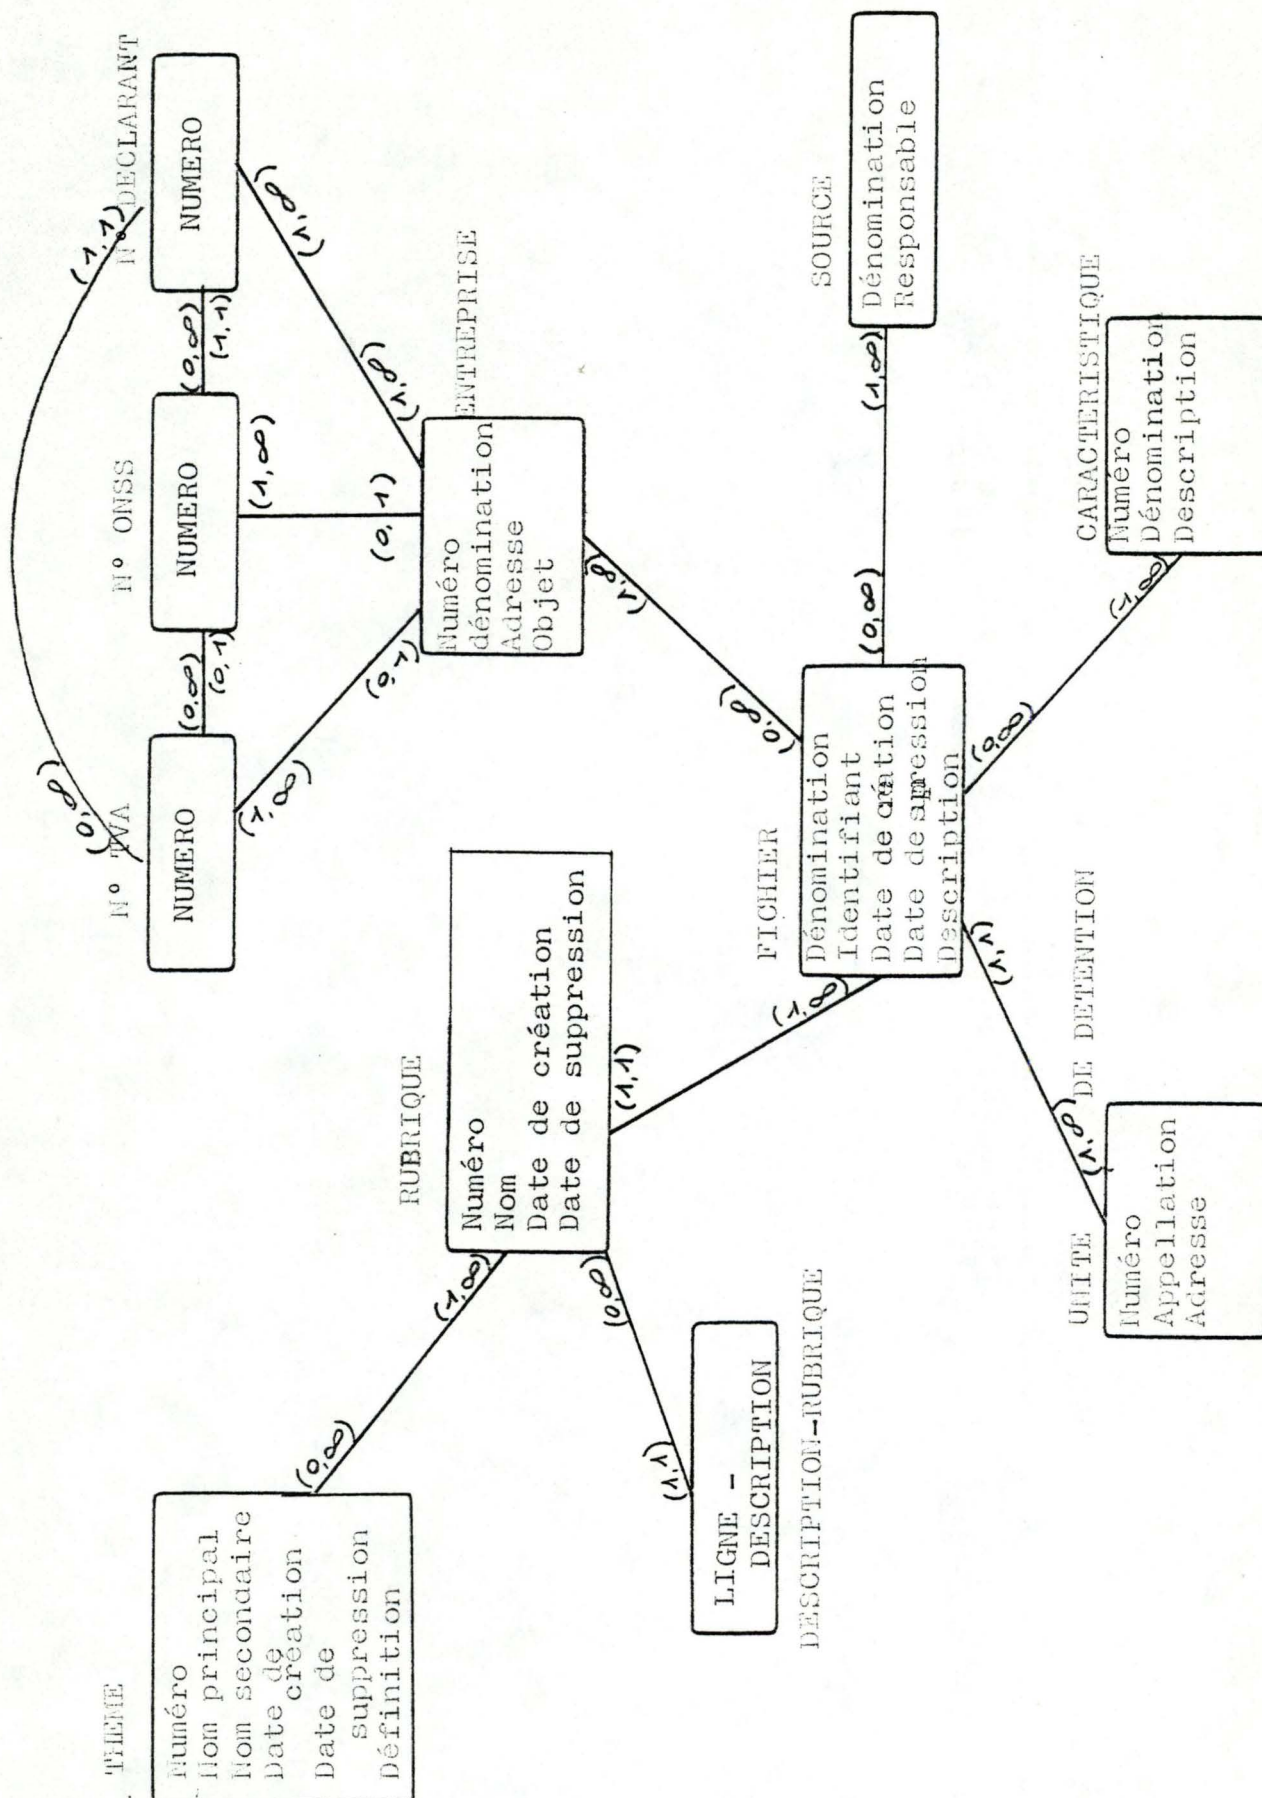 THEME
Numéro
Nom principal
Nom secondaire
Date de
création
Date de
suppression
Définition
(0,∞)
(1,∞)
RUBRIQUE
Numéro
Nom
Date de création
Date de suppression
(0,∞)
(1,1)
LIGNE -
DESCRIPTION
DESCRIPTION-RUBRIQUE
(1,1)
(1,∞)
N° TVA
NUMERO
(0,∞)
(0,∞)
(0,1)
(1,∞)
(0,1)
N° ONSS
NUMERO
(0,∞)
(1,1)
(1,∞)
(0,1)
N° DECLARANT
NUMERO
(1,1)
(1,∞)
(1,∞)
ENTREPRISE
Numéro
dénomination
Adresse
Objet
(1,∞)
(0,∞)
FICHIER
Dénomination
Identifiant
Date de création
Date de supression
Description
(0,∞)
(1,∞)
SOURCE
Dénomination
Responsable
(0,∞)
(1,∞)
CARACTERISTIQUE
Numéro
Dénomination
Description
(1,1)
(1,∞)
UNITE DE DETENTION
Numéro
Appellation
Adresse